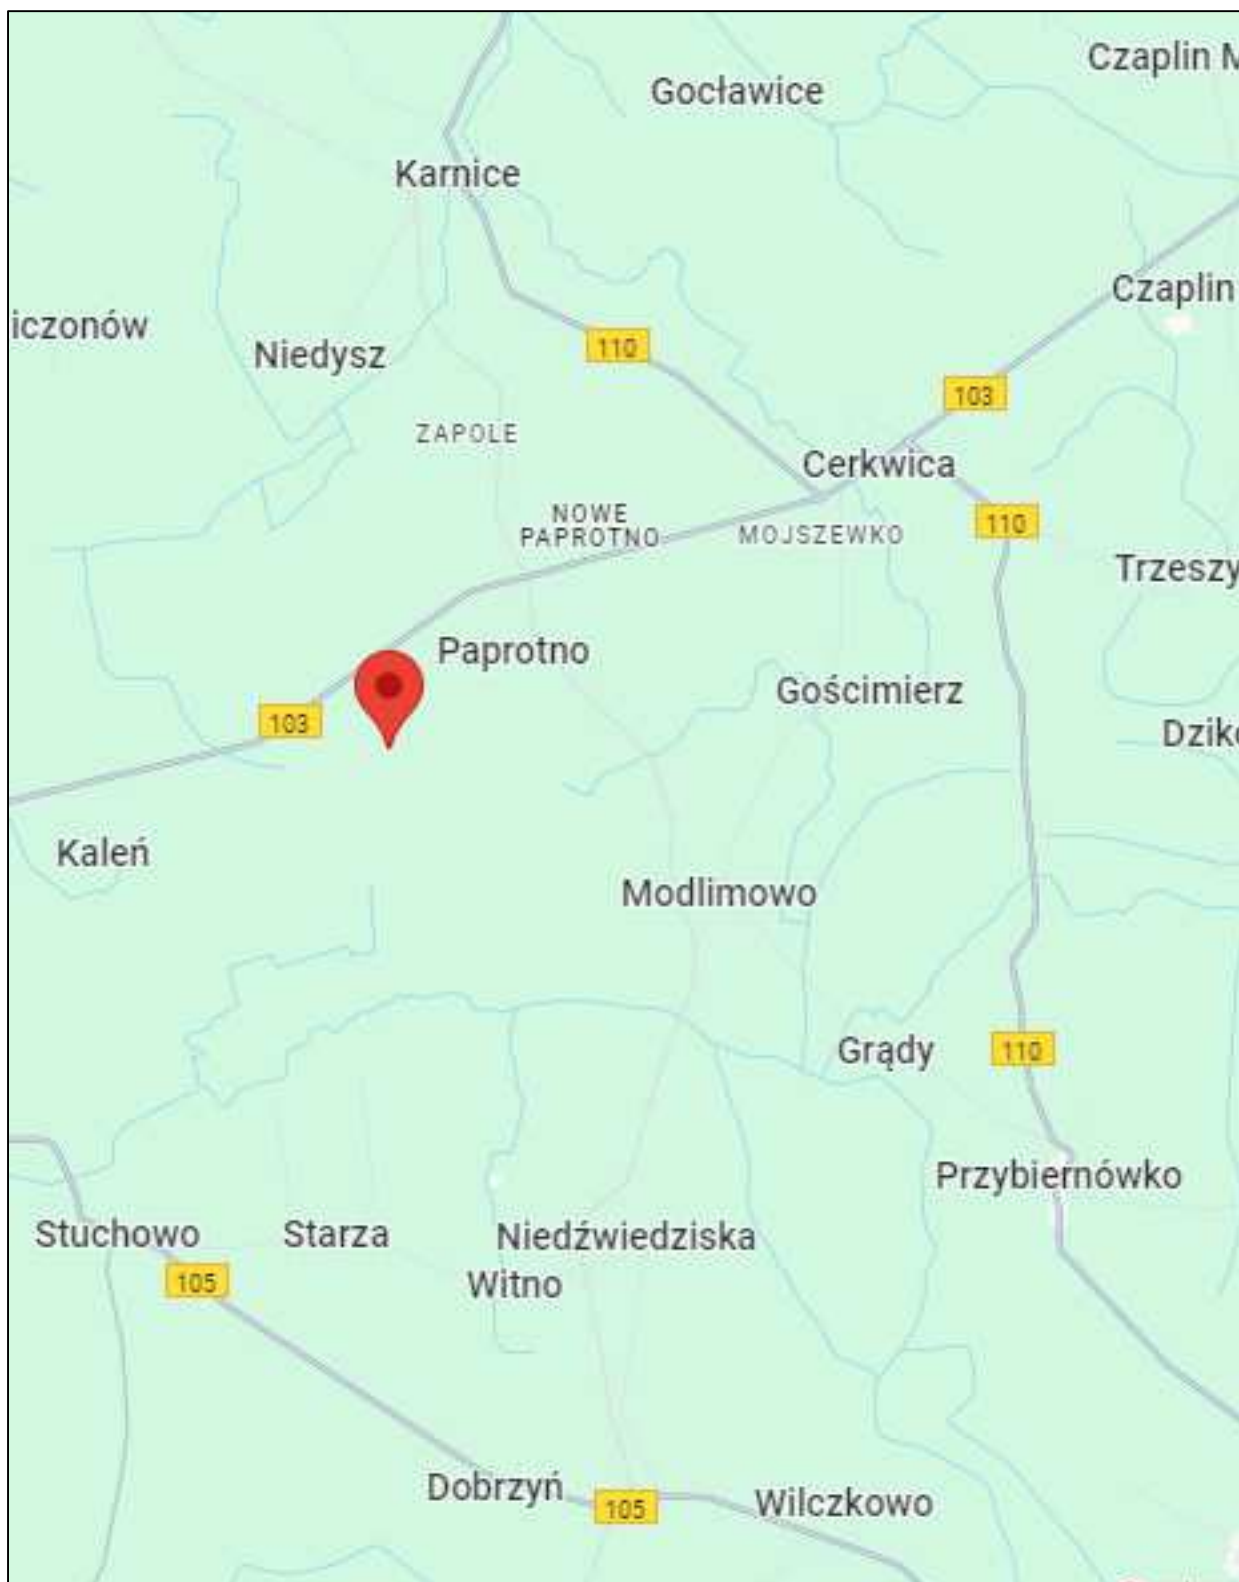 Czaplin M
Gocławice
Karnice
Czaplin
iczonów
110
Niedysz
103
ZAPOLE
Cerkwica
NOWE
PAPROTNO
110
MOJSZEWKO
Trzeszy
Paprotno
Gościmierz
103
Dziko
Kaleń
Modlimowo
Grądy
110
Przybiernówko
Stuchowo
Starza
Niedźwiedziska
105
Witno
Dobrzyń
105
Wilczkowo